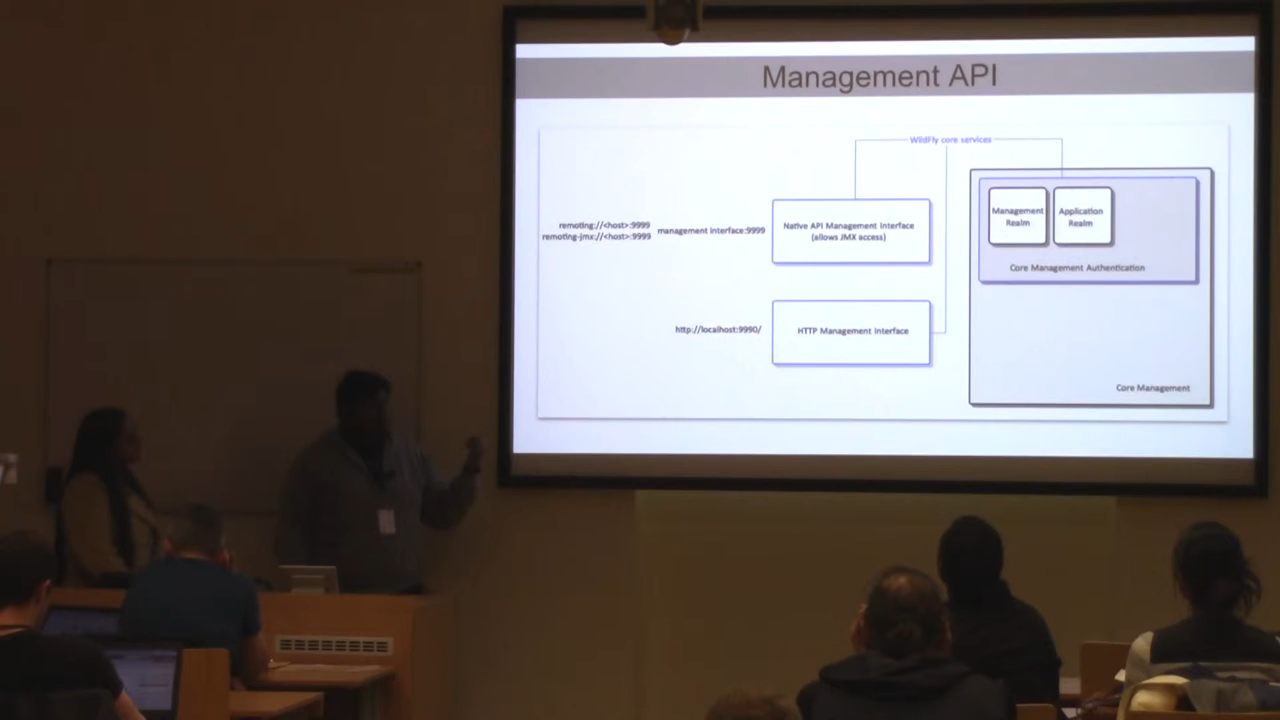 Management API
WildFly core services
Management
Realm
Application
Realm
remoting://<host>:9999
remoting-jmx://<host>:9999
management interface:9999
Native API Management Interface
(allows JMX access)
Core Management Authentication
http://localhost:9990/
HTTP Management Interface
Core Management